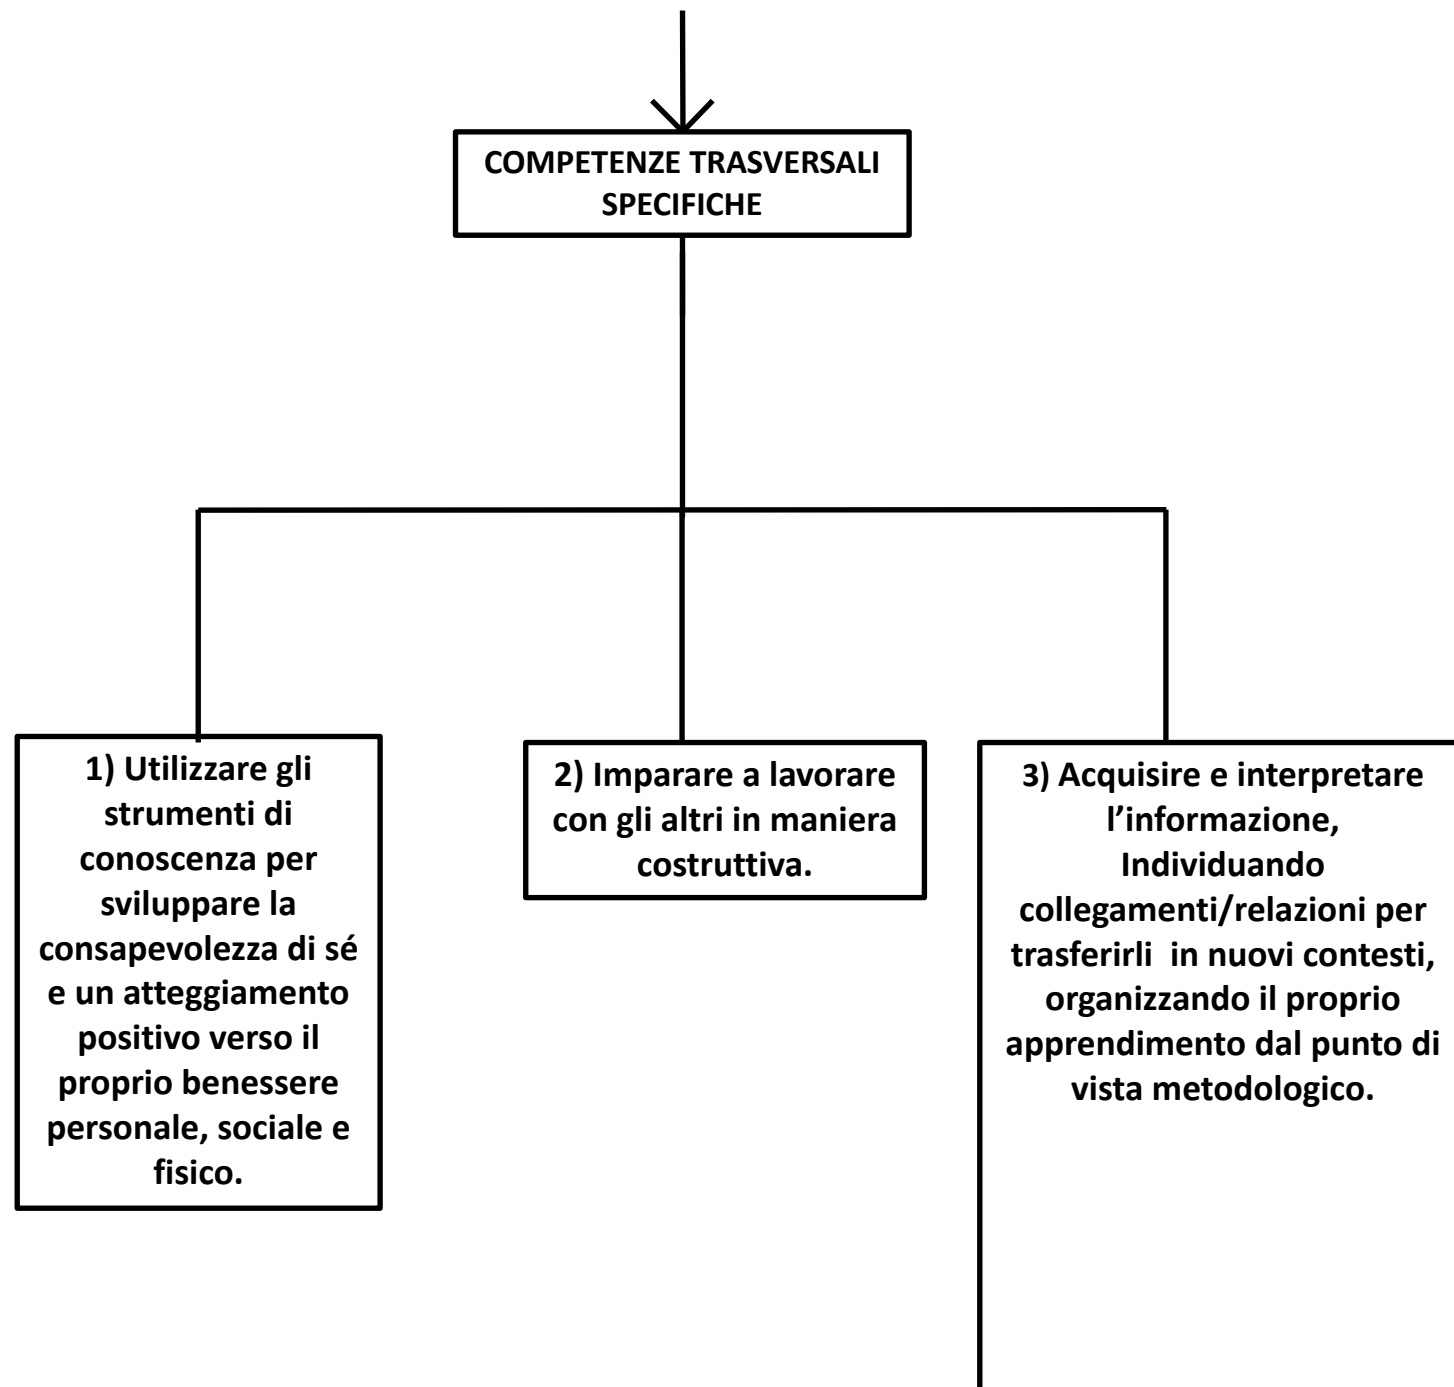 COMPETENZE TRASVERSALI
SPECIFICHE
1) Utilizzare gli
strumenti di
conoscenza per
sviluppare la
consapevolezza di sé
e un atteggiamento
positivo verso il
proprio benessere
personale, sociale e
fisico.
2) Imparare a lavorare
con gli altri in maniera
costruttiva.
3) Acquisire e interpretare
l’informazione,
Individuando
collegamenti/relazioni per
trasferirli  in nuovi contesti,
organizzando il proprio
apprendimento dal punto di
vista metodologico.